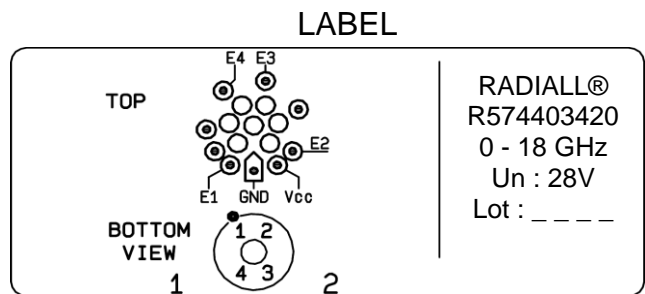 LABEL
E4 E3
TOP
E2
E1 GND Vcc
BOTTOM
VIEW
1 2
4 3
1 2
RADIALL®
R574403420
0 - 18 GHz
Un : 28V
Lot : _ _ _ _